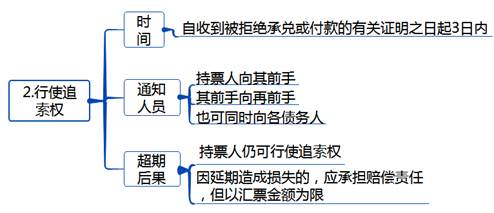 时
间
自收到被拒绝承兑或付款的有关证明之日起3日内
2.行使追
索权
通知
人员
持票人向其前手
其前手向再前手
也可同时向各债务人
超期
后果
持票人仍可行使追索权
因延期造成损失的，应承担赔偿责任
，但以汇票金额为限